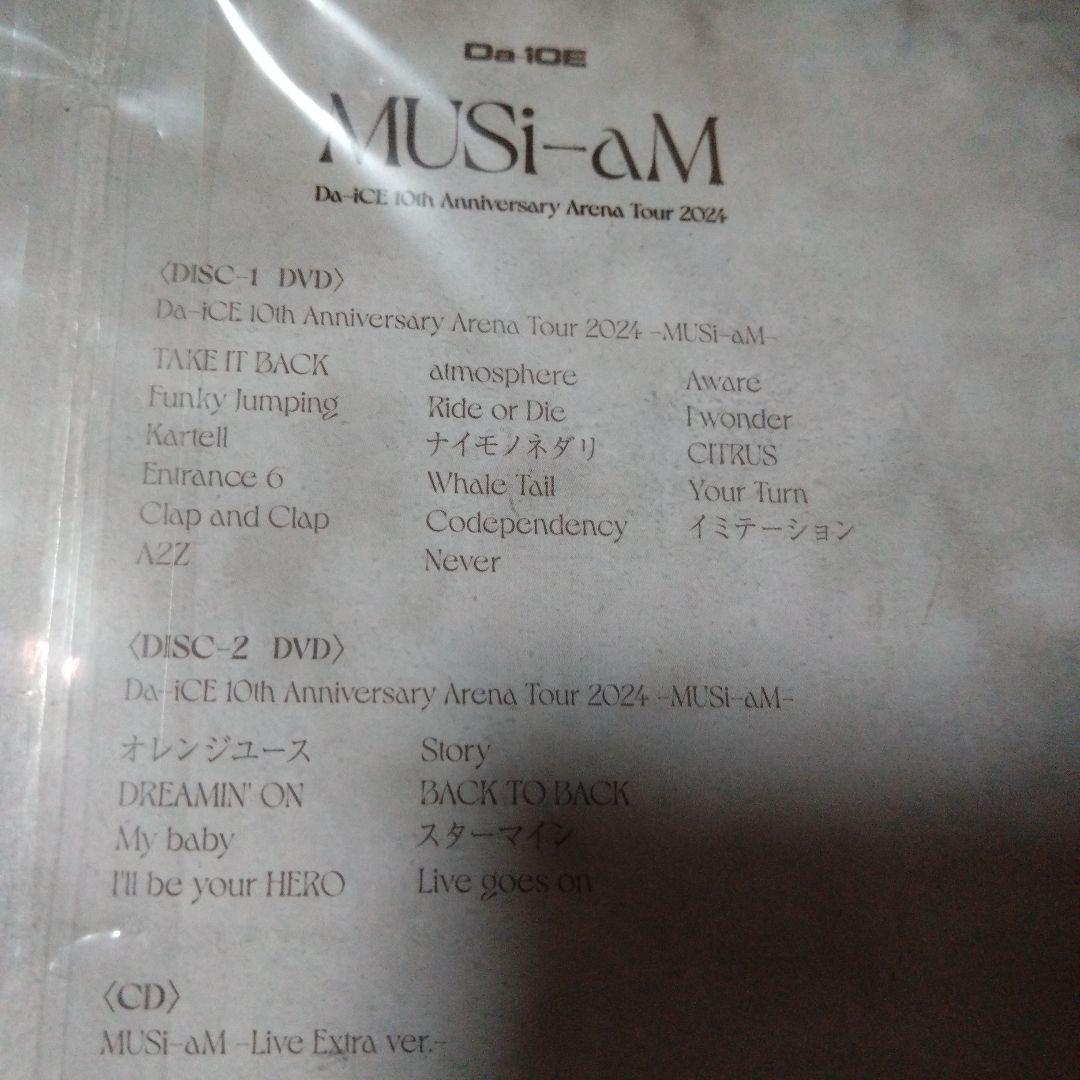 Da-iCE
MUSi-aM
Da-iCE 10th Anniversary Arena Tour 2024
〈DISC-1 DVD〉
Da-iCE 10th Anniversary Arena Tour 2024 -MUSi-aM-
TAKE IT BACK
Funky Jumping
Kartell
Entrance 6
Clap and Clap
A2Z
atmosphere
Ride or Die
ナイモノネダリ
Whale Tail
Codependency
Never
Aware
I wonder
CITRUS
Your Turn
イミテーション
〈DISC-2 DVD〉
Da-iCE 10th Anniversary Arena Tour 2024 -MUSi-aM-
オレンジユース
DREAMIN' ON
My baby
I'll be your HERO
Story
BACK TO BACK
スターマイン
Live goes on
〈CD〉
MUSi-aM -Live Extra ver.-